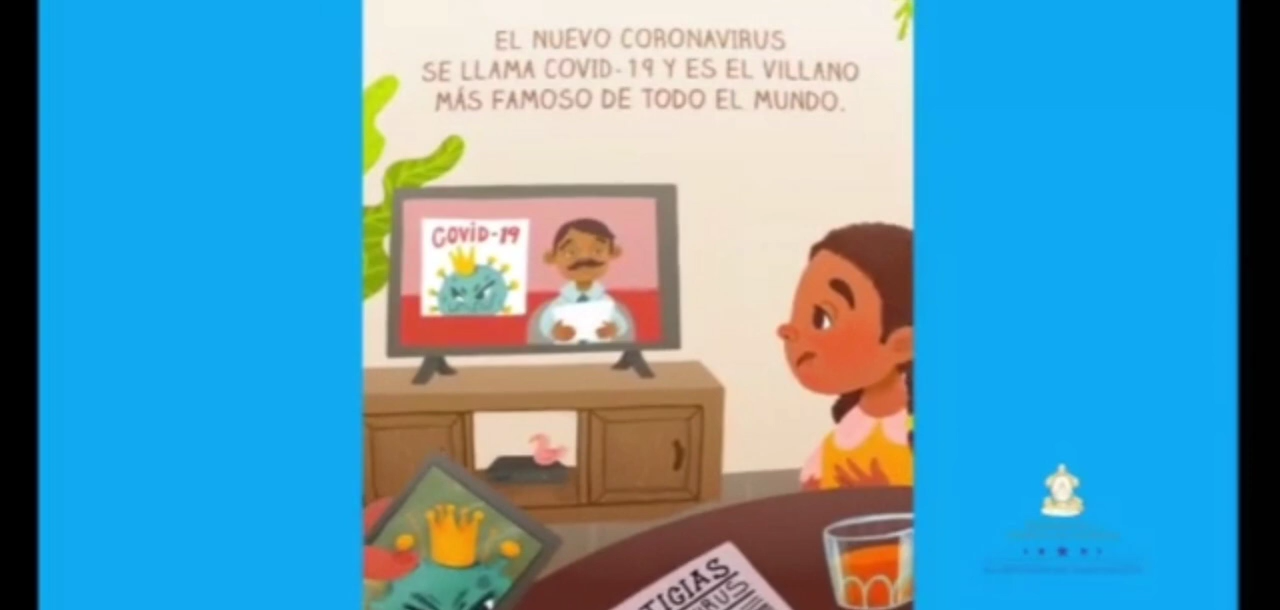 EL NUEVO CORONAVIRUS
SE LLAMA COVID-19 Y ES EL VILLANO
MÁS FAMOSO DE TODO EL MUNDO.
COVID-19